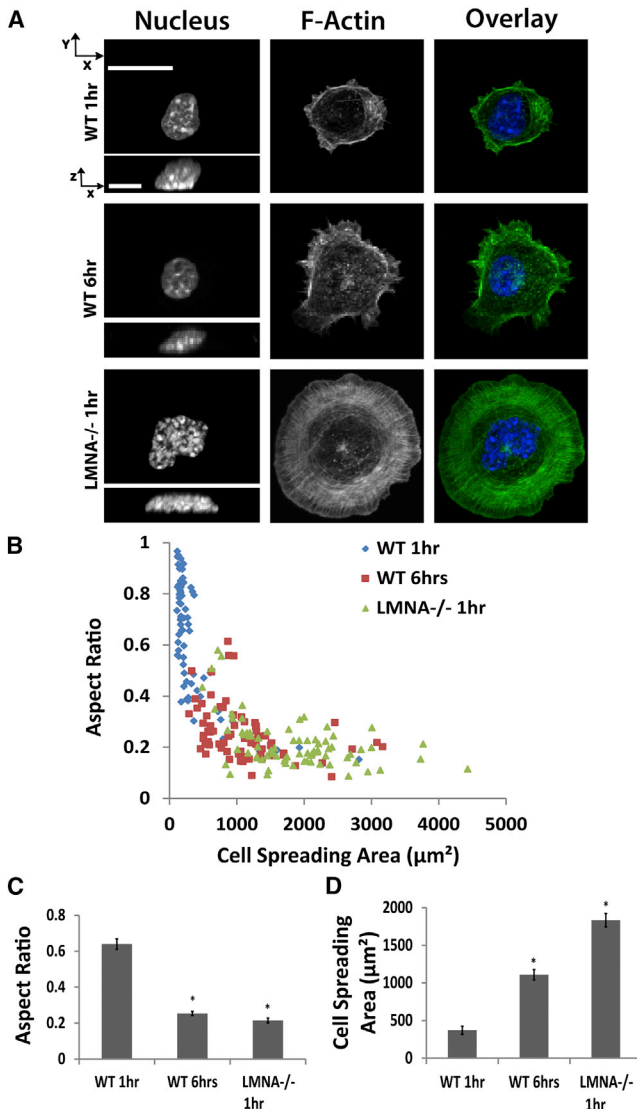 A
Nucleus F-Actin Overlay
Y
X
WT 1hr
Z
X
WT 6hr
LMNA-/- 1hr
B
1
0.8
0.6
0.4
0.2
0
Aspect Ratio
WT 1hr
WT 6hrs
LMNA-/- 1hr
0 1000 2000 3000 4000 5000
Cell Spreading Area (µm²)
C
0.8
0.6
0.4
0.2
0
Aspect Ratio
* *
WT 1hr WT 6hrs LMNA-/-
1hr
D
2000
1500
1000
500
0
Cell Spreading
Area (µm²)
* *
WT 1hr WT 6hrs LMNA-/-
1hr